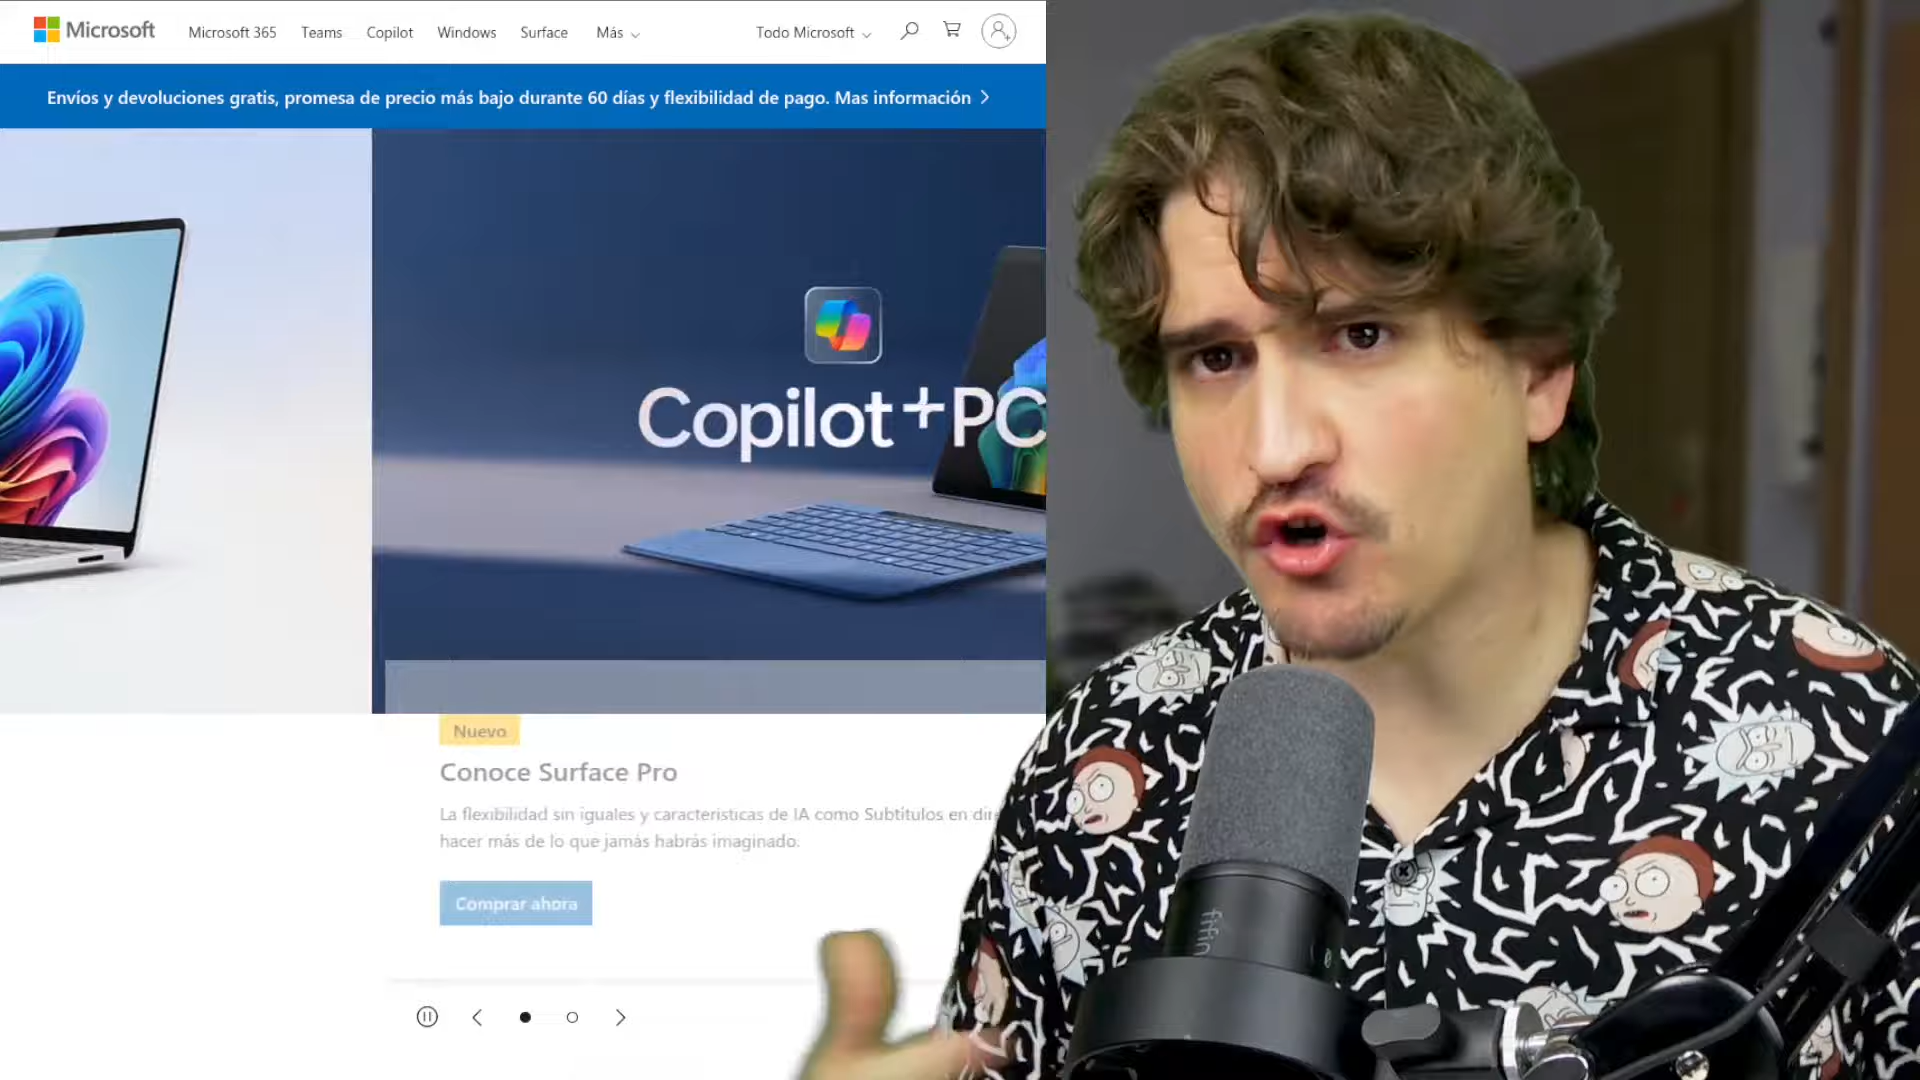 Microsoft
Microsoft 365 Teams Copilot Windows Surface Más Todo Microsoft
Envíos y devoluciones gratis, promesa de precio más bajo durante 60 días y flexibilidad de pago. Mas información
Copilot+PC
Nuevo
Conoce Surface Pro
La flexibilidad sin iguales y características de IA como Subtítulos en
hacer más de lo que jamás habrás imaginado.
Comprar ahora
fifin